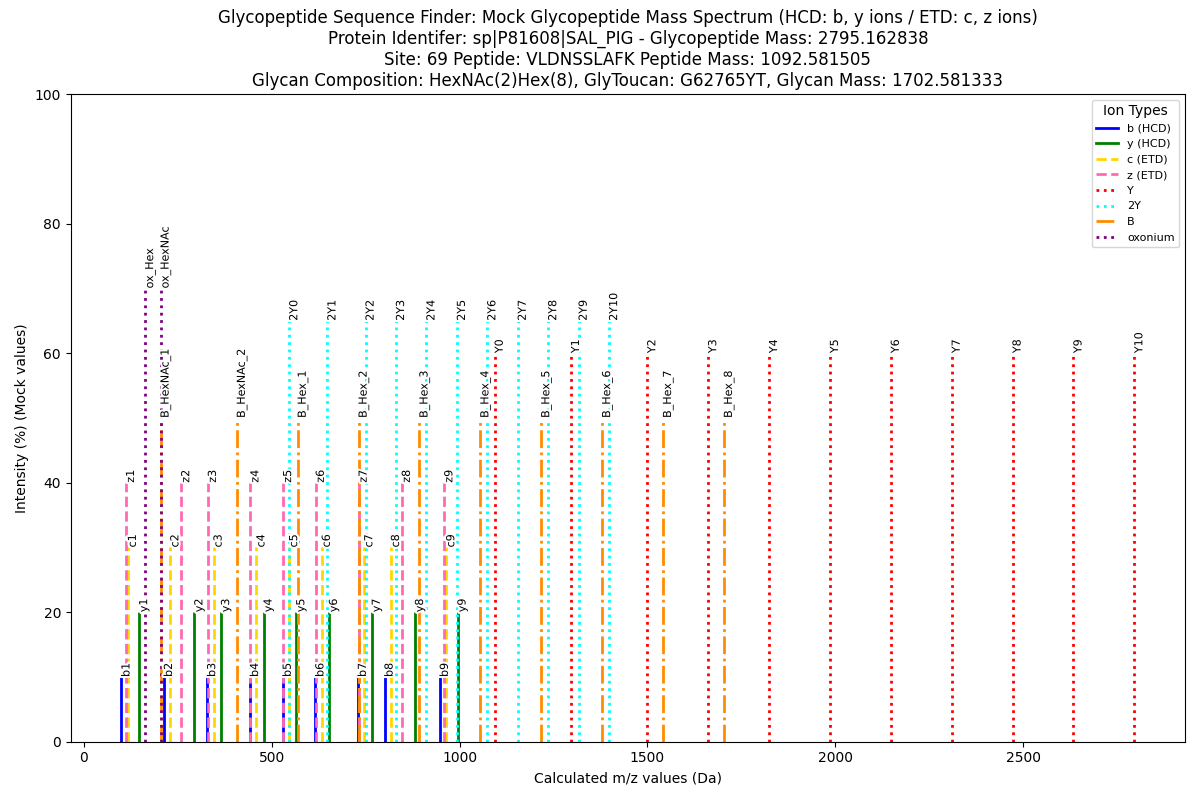 Glycopeptide Sequence Finder: Mock Glycopeptide Mass Spectrum (HCD: b, y ions / ETD: c, z ions)
Protein Identifer: sp|P81608|SAL_PIG - Glycopeptide Mass: 2795.162838
Site: 69 Peptide: VLDNSSLAFK Peptide Mass: 1092.581505
Glycan Composition: HexNAc(2)Hex(8), GlyToucan: G62765YT, Glycan Mass: 1702.581333
Intensity (%) (Mock values)
100
80
60
40
20
0
Ion Types
b (HCD)
y (HCD)
c (ETD)
z (ETD)
Y
2Y
B
oxonium
ox_Hex
ox_HexNAc
2Y0
2Y1
2Y2
2Y3
2Y4
2Y5
2Y6
2Y7
2Y8
2Y9
2Y10
Y0
Y1
Y2
Y3
Y4
Y5
Y6
Y7
Y8
Y9
Y10
B_HexNAc_1
B_HexNAc_2
B_Hex_1
B_Hex_2
B_Hex_3
B_Hex_4
B_Hex_5
B_Hex_6
B_Hex_7
B_Hex_8
z1
z2
z3
z4
z5
z6
z7
z8
z9
c1
c2
c3
c4
c5
c6
c7
c8
c9
y1
y2
y3
y4
y5
y6
y7
y8
y9
b1
b2
b3
b4
b5
b6
b7
b8
b9
0
500
1000
1500
2000
2500
Calculated m/z values (Da)